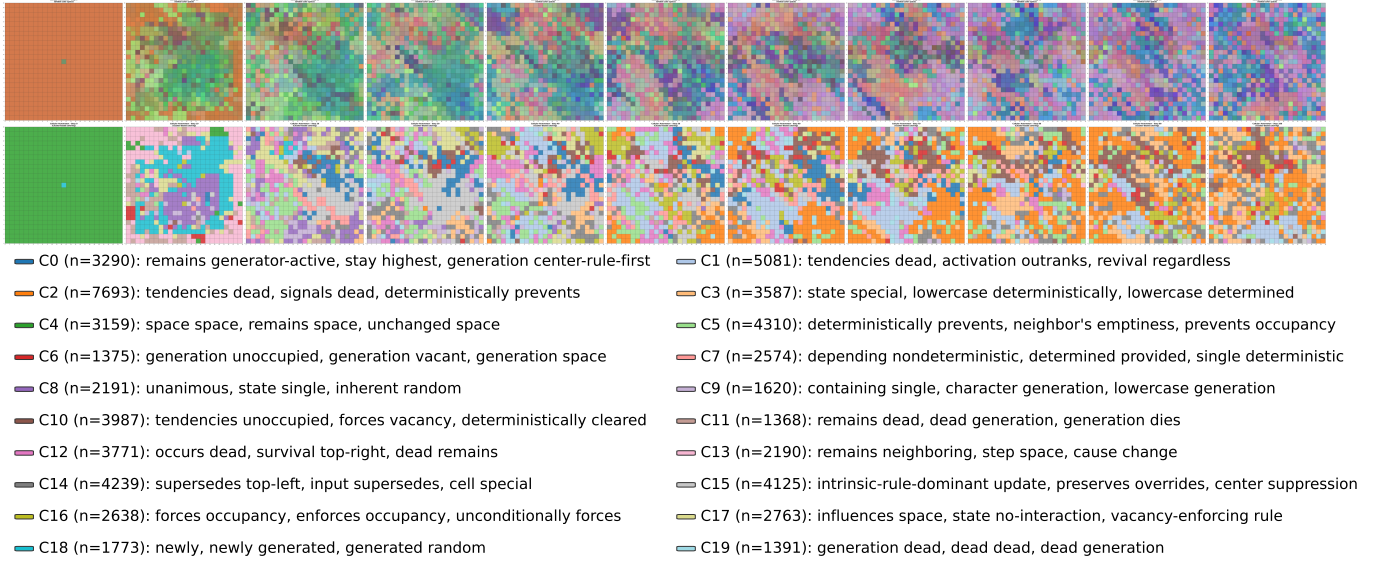 C0 (n=3290): remains generator-active, stay highest, generation center-rule-first
C1 (n=5081): tendencies dead, activation outranks, revival regardless
C2 (n=7693): tendencies dead, signals dead, deterministically prevents
C3 (n=3587): state special, lowercase deterministically, lowercase determined
C4 (n=3159): space space, remains space, unchanged space
C5 (n=4310): deterministically prevents, neighbor's emptiness, prevents occupancy
C6 (n=1375): generation unoccupied, generation vacant, generation space
C7 (n=2574): depending nondeterministic, determined provided, single deterministic
C8 (n=2191): unanimous, state single, inherent random
C9 (n=1620): containing single, character generation, lowercase generation
C10 (n=3987): tendencies unoccupied, forces vacancy, deterministically cleared
C11 (n=1368): remains dead, dead generation, generation dies
C12 (n=3771): occurs dead, survival top-right, dead remains
C13 (n=2190): remains neighboring, step space, cause change
C14 (n=4239): supersedes top-left, input supersedes, cell special
C15 (n=4125): intrinsic-rule-dominant update, preserves overrides, center suppression
C16 (n=2638): forces occupancy, enforces occupancy, unconditionally forces
C17 (n=2763): influences space, state no-interaction, vacancy-enforcing rule
C18 (n=1773): newly, newly generated, generated random
C19 (n=1391): generation dead, dead dead, dead generation